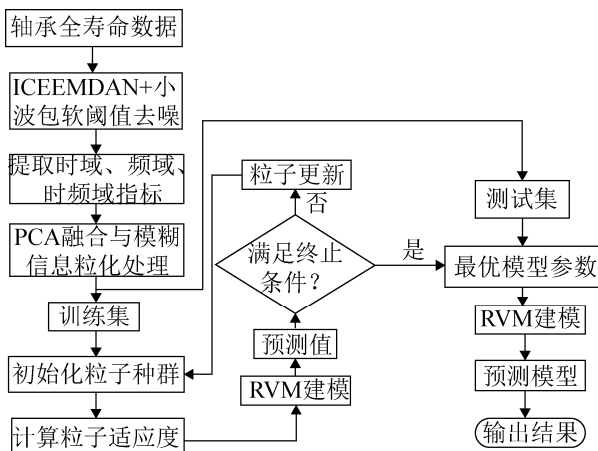 轴承全寿命数据
ICEEMDAN+小
波包软阈值去噪
提取时域、频域、
时频域指标
PCA融合与模糊
信息粒化处理
训练集
初始化粒子种群
计算粒子适应度
粒子更新
否
满足终止
条件？
是
预测值
RVM建模
测试集
最优模型参数
RVM建模
预测模型
输出结果